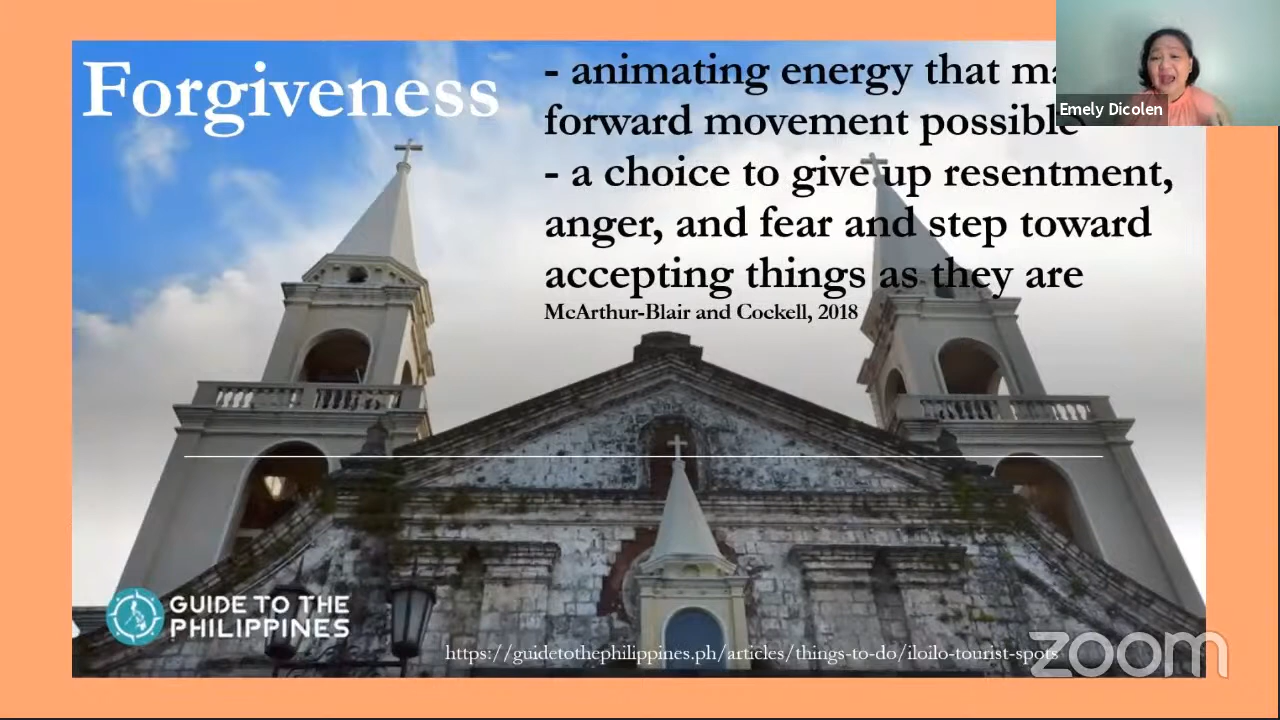 Forgiveness
- animating energy that
forward movement possible
- a choice to give up resentment,
anger, and fear and step toward
accepting things as they are
McArthur-Blair and Cockell, 2018
Emely Dicolen
GUIDE TO THE
PHILIPPINES
https://guidetothephilippines.ph/articles/things-to-do/iloilo-tourist-spots
zoom